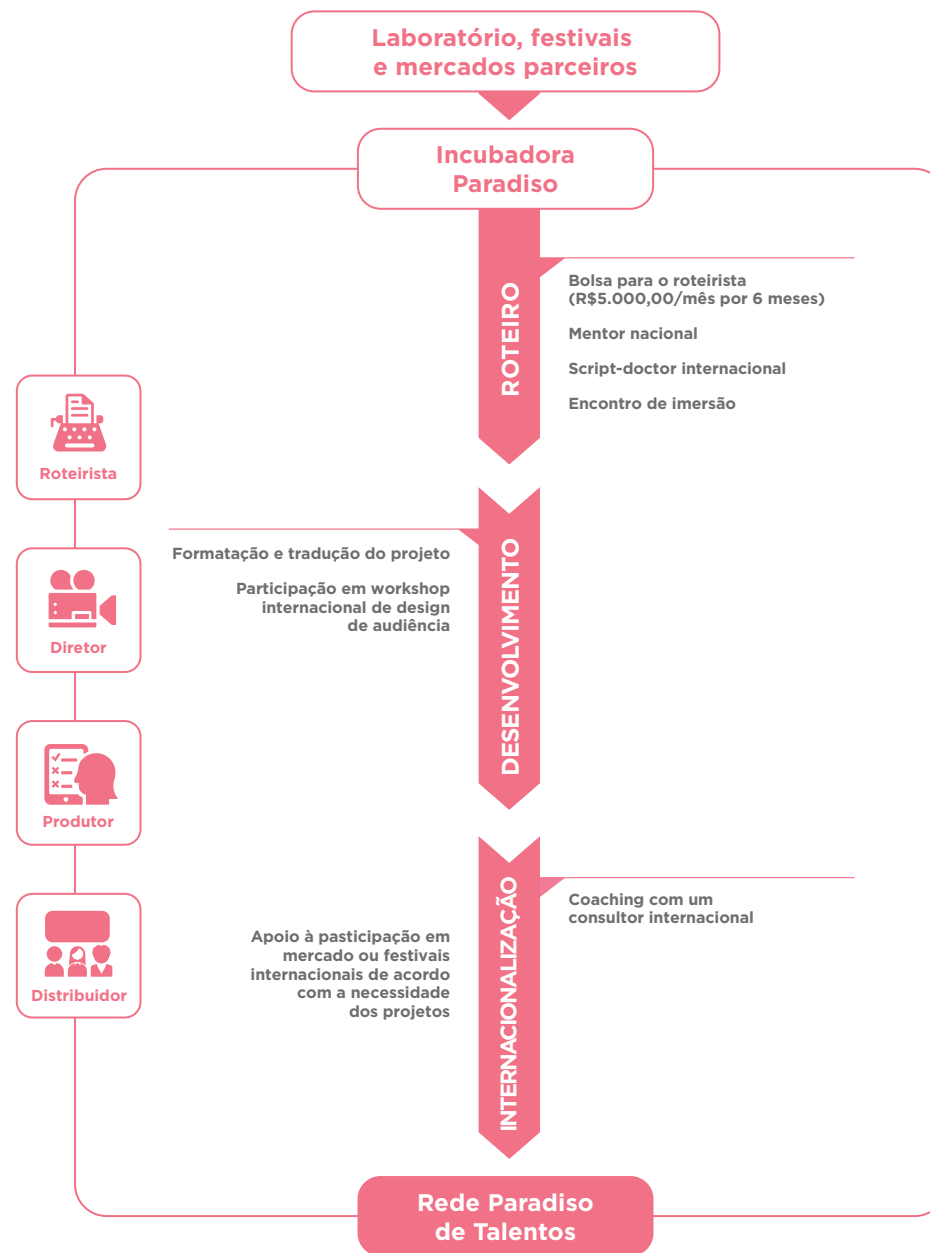 Laboratório, festivais
e mercados parceiros
Incubadora
Paradiso
ROTEIRO
Bolsa para o roteirista
(R$5.000,00/mês por 6 meses)
Mentor nacional
Script-doctor internacional
Encontro de imersão
Roteirista
Diretor
Produtor
Distribuidor
DESENVOLVIMENTO
Formatação e tradução do projeto
Participação em workshop
internacional de design
de audiência
INTERNACIONALIZAÇÃO
Coaching com um
consultor internacional
Apoio à pasticipação em
mercado ou festivais
internacionais de acordo
com a necessidade
dos projetos
Rede Paradiso
de Talentos